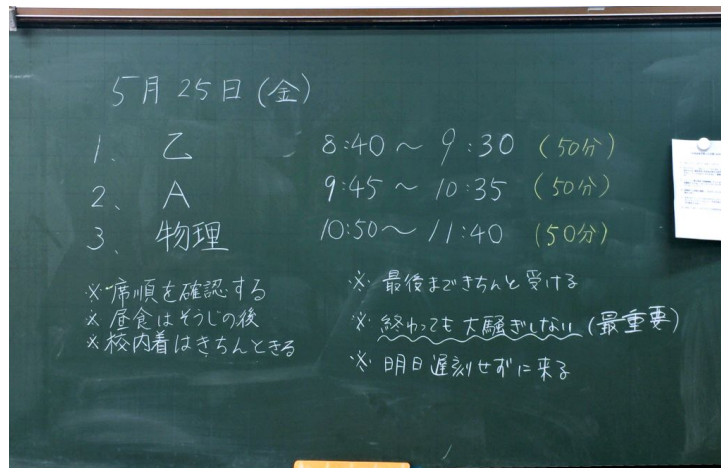 5月25日(金)
1、 乙 8:40～9:30 (50分)
2、 A 9:45～10:35 (50分)
3、 物理 10:50～11:40 (50分)
※席順を確認する
※昼食はそうじの後
※校内着はきちんときる
※最後まできちんと受ける
※終わっても大騒ぎしない(最重要)
※明日遅刻せずに来る